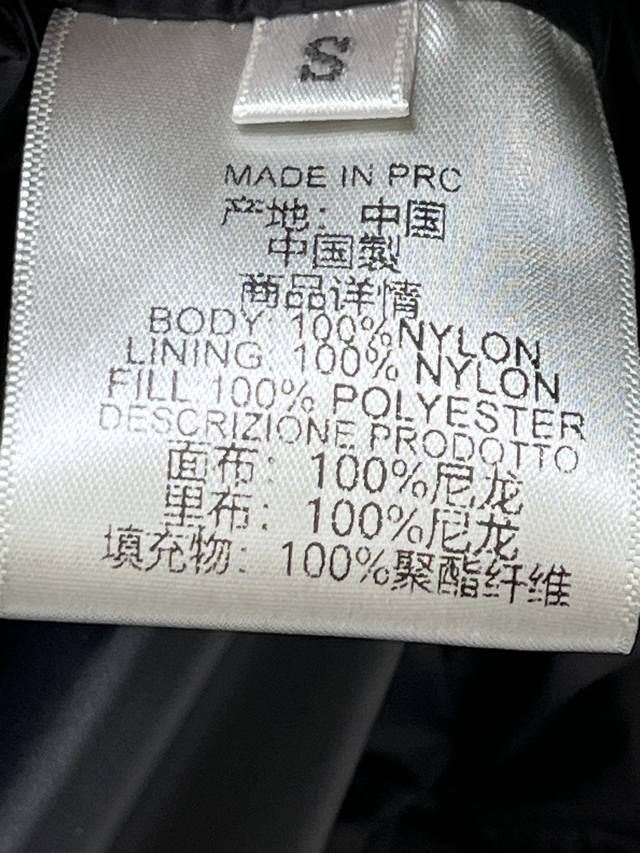 S
MADE IN PRC
产地: 中国
中国製
商品详情
BODY: 100%NYLON
LINING: 100% NYLON
FILL:100% POLYESTER
DESCRIZIONE PRODOTTO
面布: 100%尼龙
里布: 100%尼龙
填充物: 100%聚酯纤维